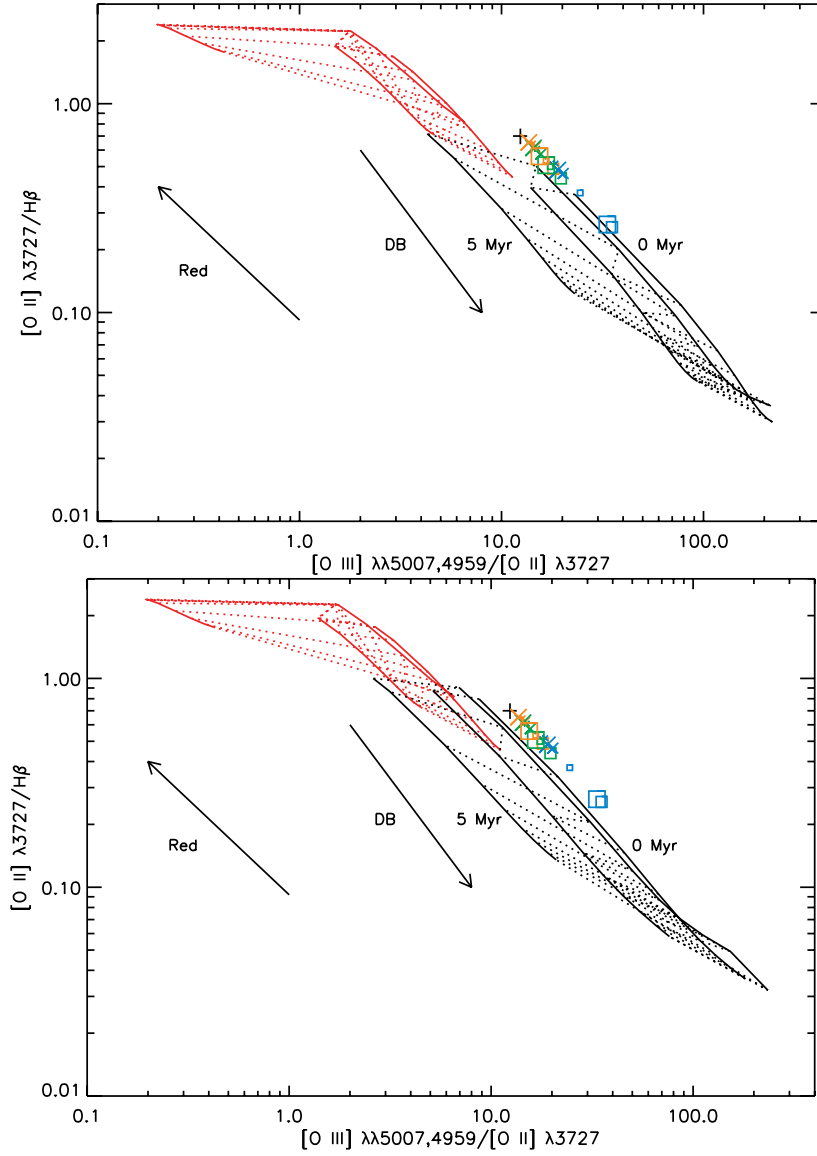 1.00
0.10
0.01
[O II] λ3727/Hβ
Red
DB
5 Myr
0 Myr
0.1
1.0
10.0
100.0
[O III] λλ5007,4959/[O II] λ3727
1.00
0.10
0.01
[O II] λ3727/Hβ
Red
DB
5 Myr
0 Myr
0.1
1.0
10.0
100.0
[O III] λλ5007,4959/[O II] λ3727